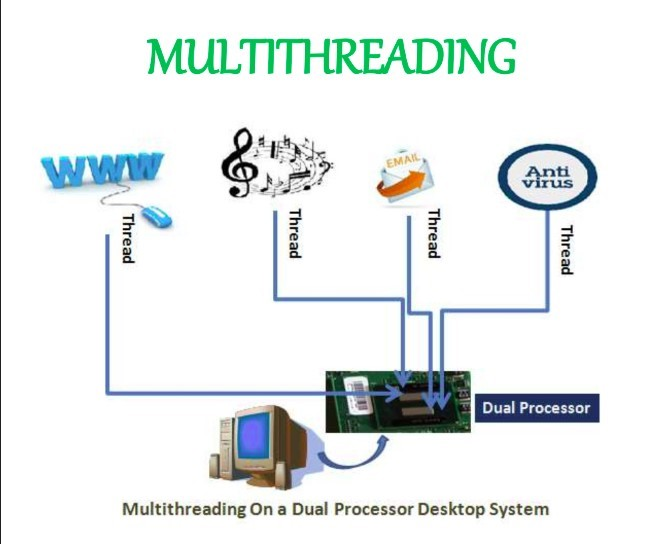 MULTITHREADING
WWW
EMAIL
Anti
virus
Thread
Thread
Thread
Thread
Dual Processor
Multithreading On a Dual Processor Desktop System